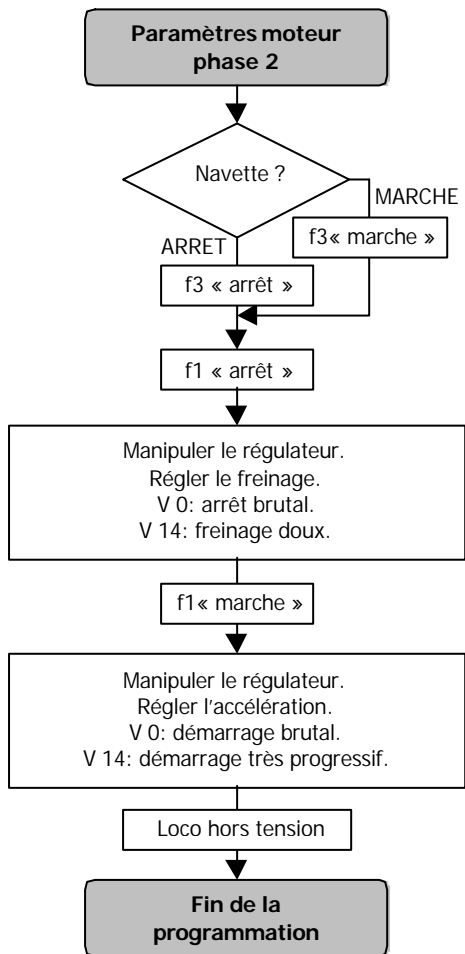 Paramètres moteur
phase 2
Navette ?
MARCHE
f3« marche »
ARRET
f3 « arrêt »
f1 « arrêt »
Manipuler le régulateur.
Régler le freinage.
V 0: arrêt brutal.
V 14: freinage doux.
f1« marche »
Manipuler le régulateur.
Régler l'accélération.
V 0: démarrage brutal.
V 14: démarrage très progressif.
Loco hors tension
Fin de la
programmation